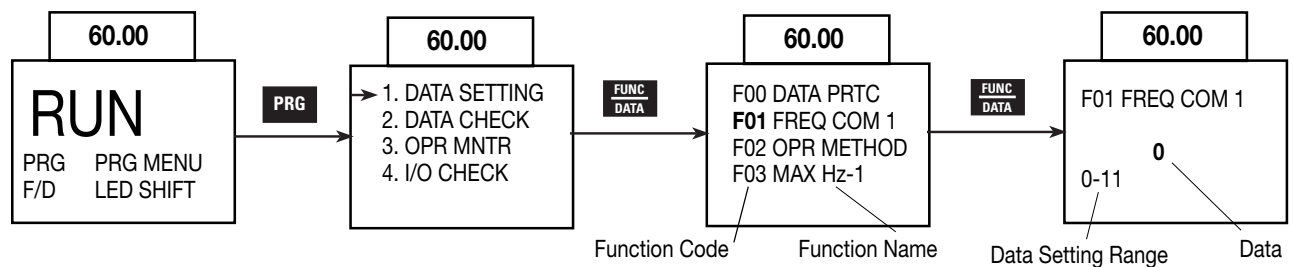 60.00
RUN
PRG PRG MENU
F/D LED SHIFT
PRG
60.00
1. DATA SETTING
2. DATA CHECK
3. OPR MNTR
4. I/O CHECK
FUNC
DATA
60.00
F00 DATA PRTC
F01 FREQ COM 1
F02 OPR METHOD
F03 MAX Hz-1
Function Code
Function Name
FUNC
DATA
60.00
F01 FREQ COM 1
0
0-11
Data Setting Range
Data